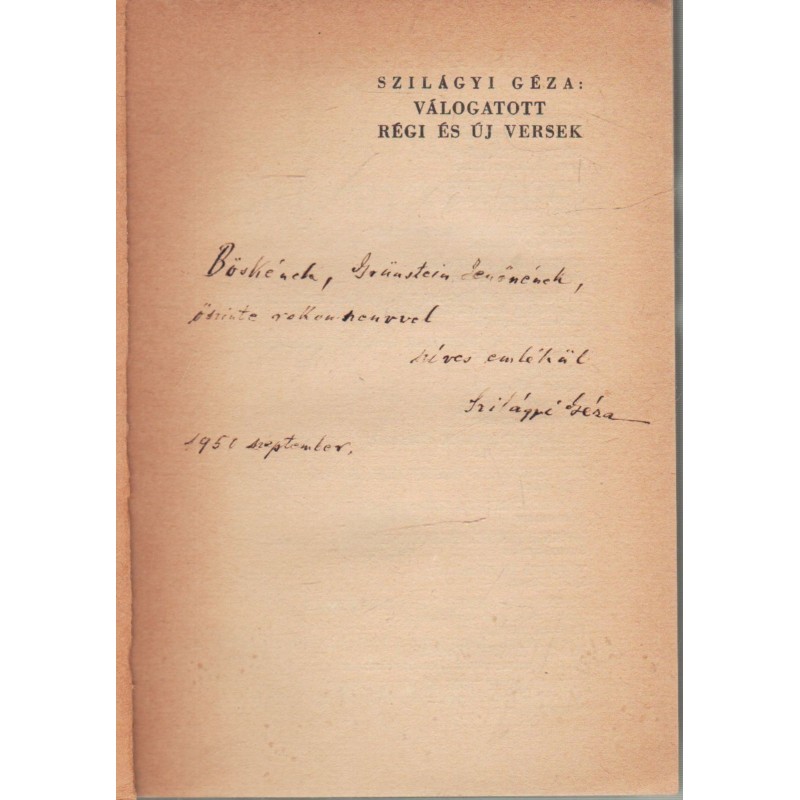 SZILÁGYI GÉZA:
VÁLOGATOTT
RÉGI ÉS ÚJ VERSEK
Böskének, Grünstein Jenőnének,
őszinte rokonszenvvel
szíves emlékül
Szilágyi Géza
1951 szeptember.